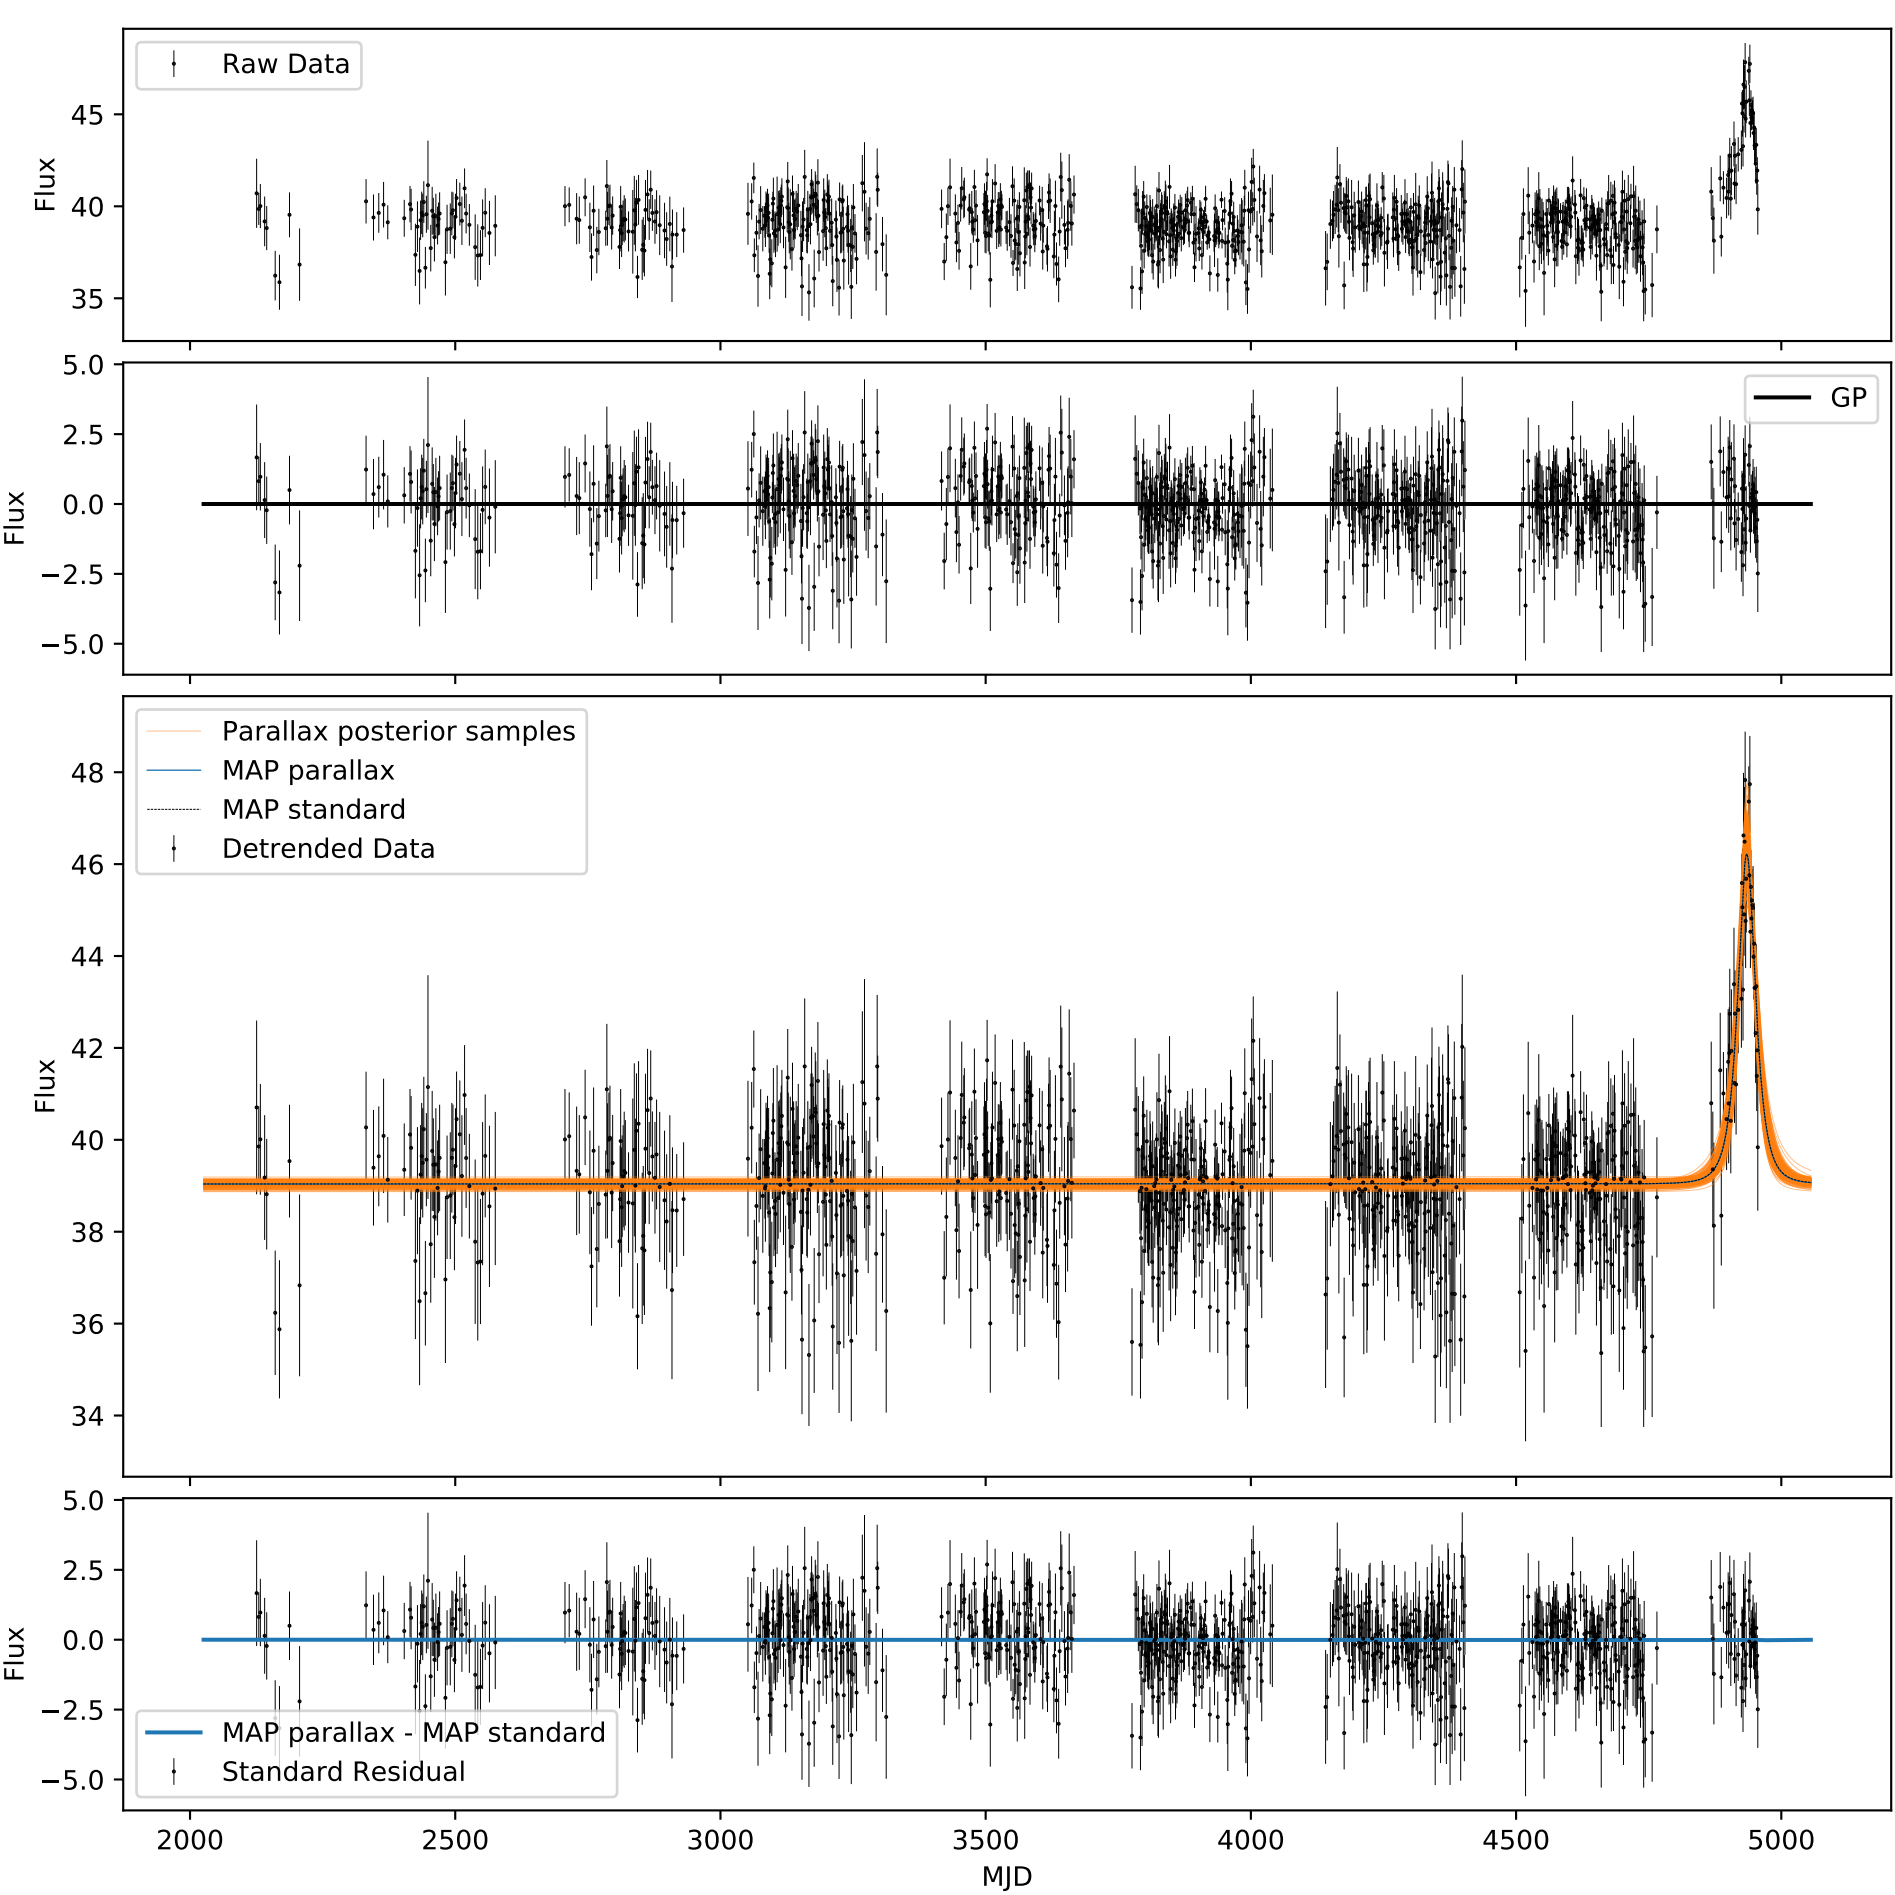 Raw Data
Flux
45
40
35
GP
Flux
5.0
2.5
0.0
−2.5
−5.0
Parallax posterior samples
MAP parallax
MAP standard
Detrended Data
Flux
48
46
44
42
40
38
36
34
Flux
5.0
2.5
0.0
−2.5
−5.0
MAP parallax - MAP standard
Standard Residual
2000 2500 3000 3500 4000 4500 5000
MJD